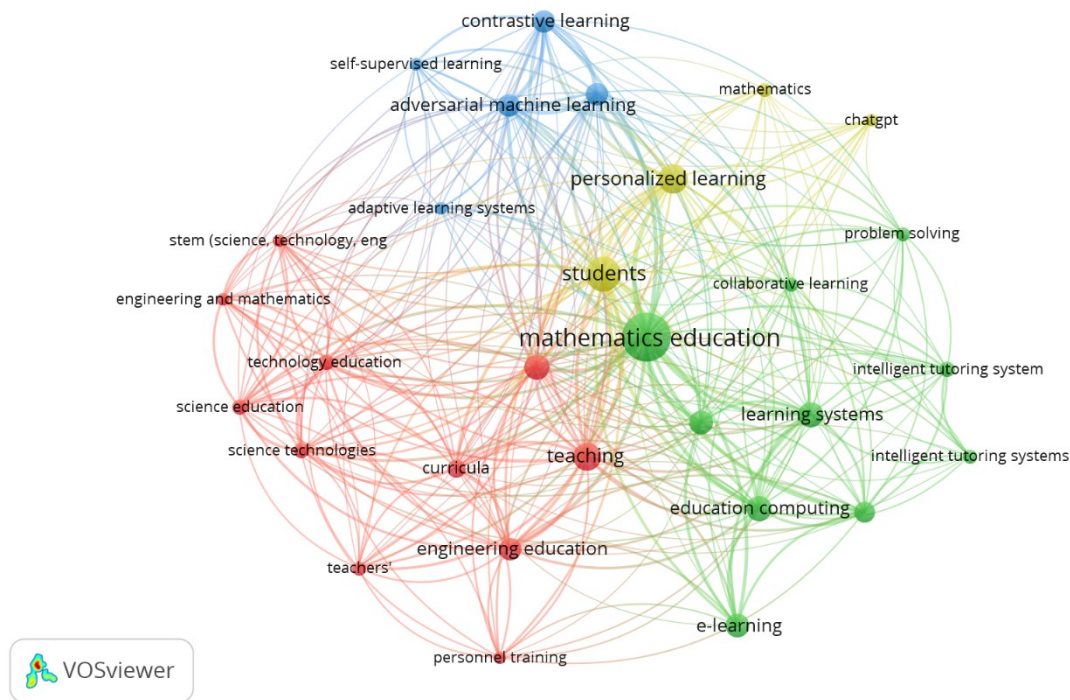 contrastive learning
self-supervised learning
adversarial machine learning
mathematics
chatgpt
personalized learning
adaptive learning systems
stem (science, technology, eng
problem solving
students
collaborative learning
engineering and mathematics
mathematics education
technology education
intelligent tutoring system
science education
learning systems
science technologies
teaching
intelligent tutoring systems
curricula
education computing
engineering education
teachers'
e-learning
personnel training
VOSviewer